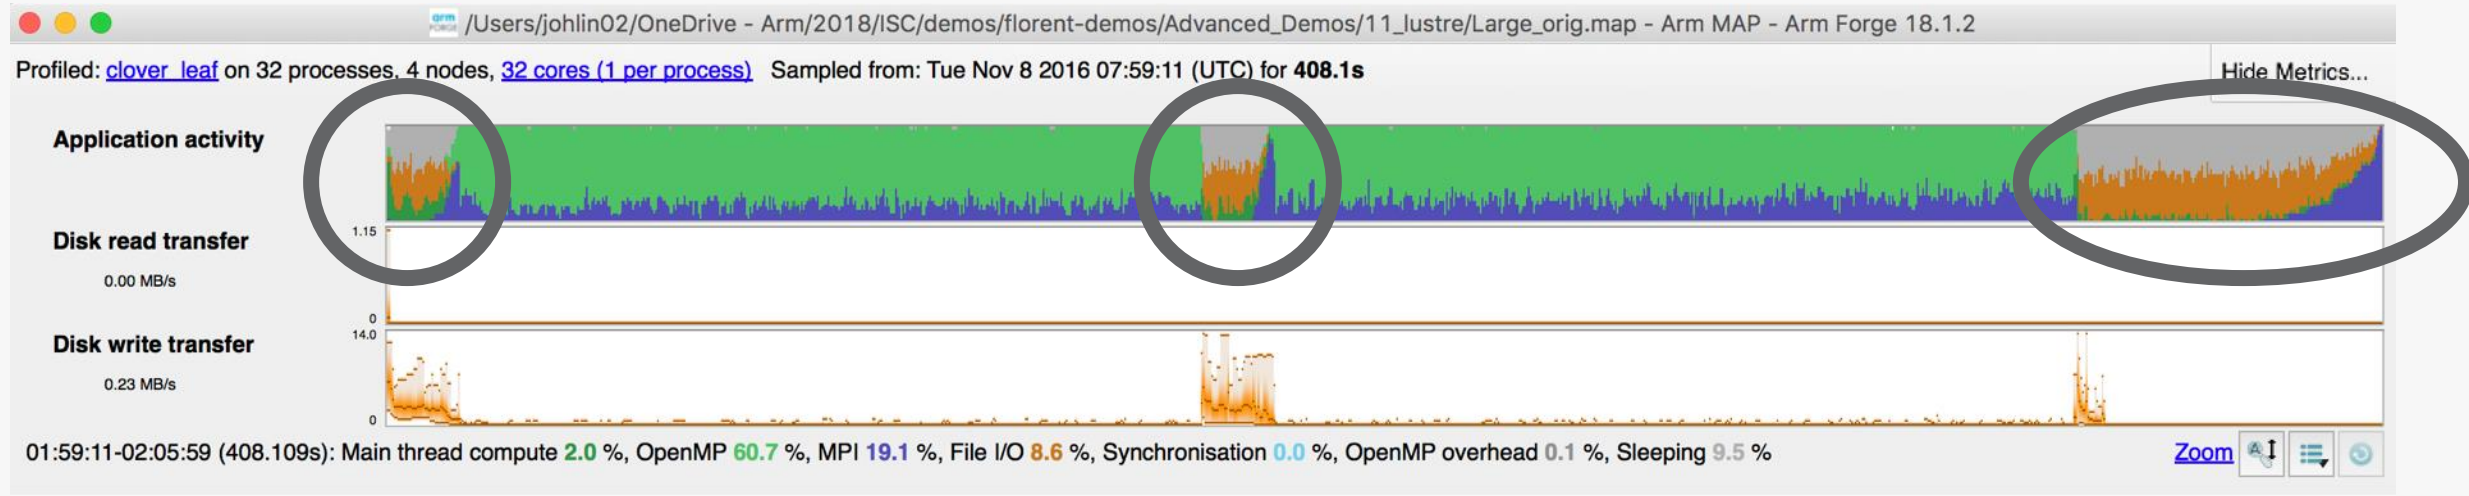 arm FORGE /Users/johlin02/OneDrive - Arm/2018/ISC/demos/florent-demos/Advanced_Demos/11_lustre/Large_orig.map - Arm MAP - Arm Forge 18.1.2
Profiled: clover_leaf on 32 processes, 4 nodes, 32 cores (1 per process) Sampled from: Tue Nov 8 2016 07:59:11 (UTC) for 408.1s Hide Metrics...
Application activity
Disk read transfer 1.15
0.00 MB/s
0
Disk write transfer 14.0
0.23 MB/s
0
01:59:11-02:05:59 (408.109s): Main thread compute 2.0 %, OpenMP 60.7 %, MPI 19.1 %, File I/O 8.6 %, Synchronisation 0.0 %, OpenMP overhead 0.1 %, Sleeping 9.5 % Zoom